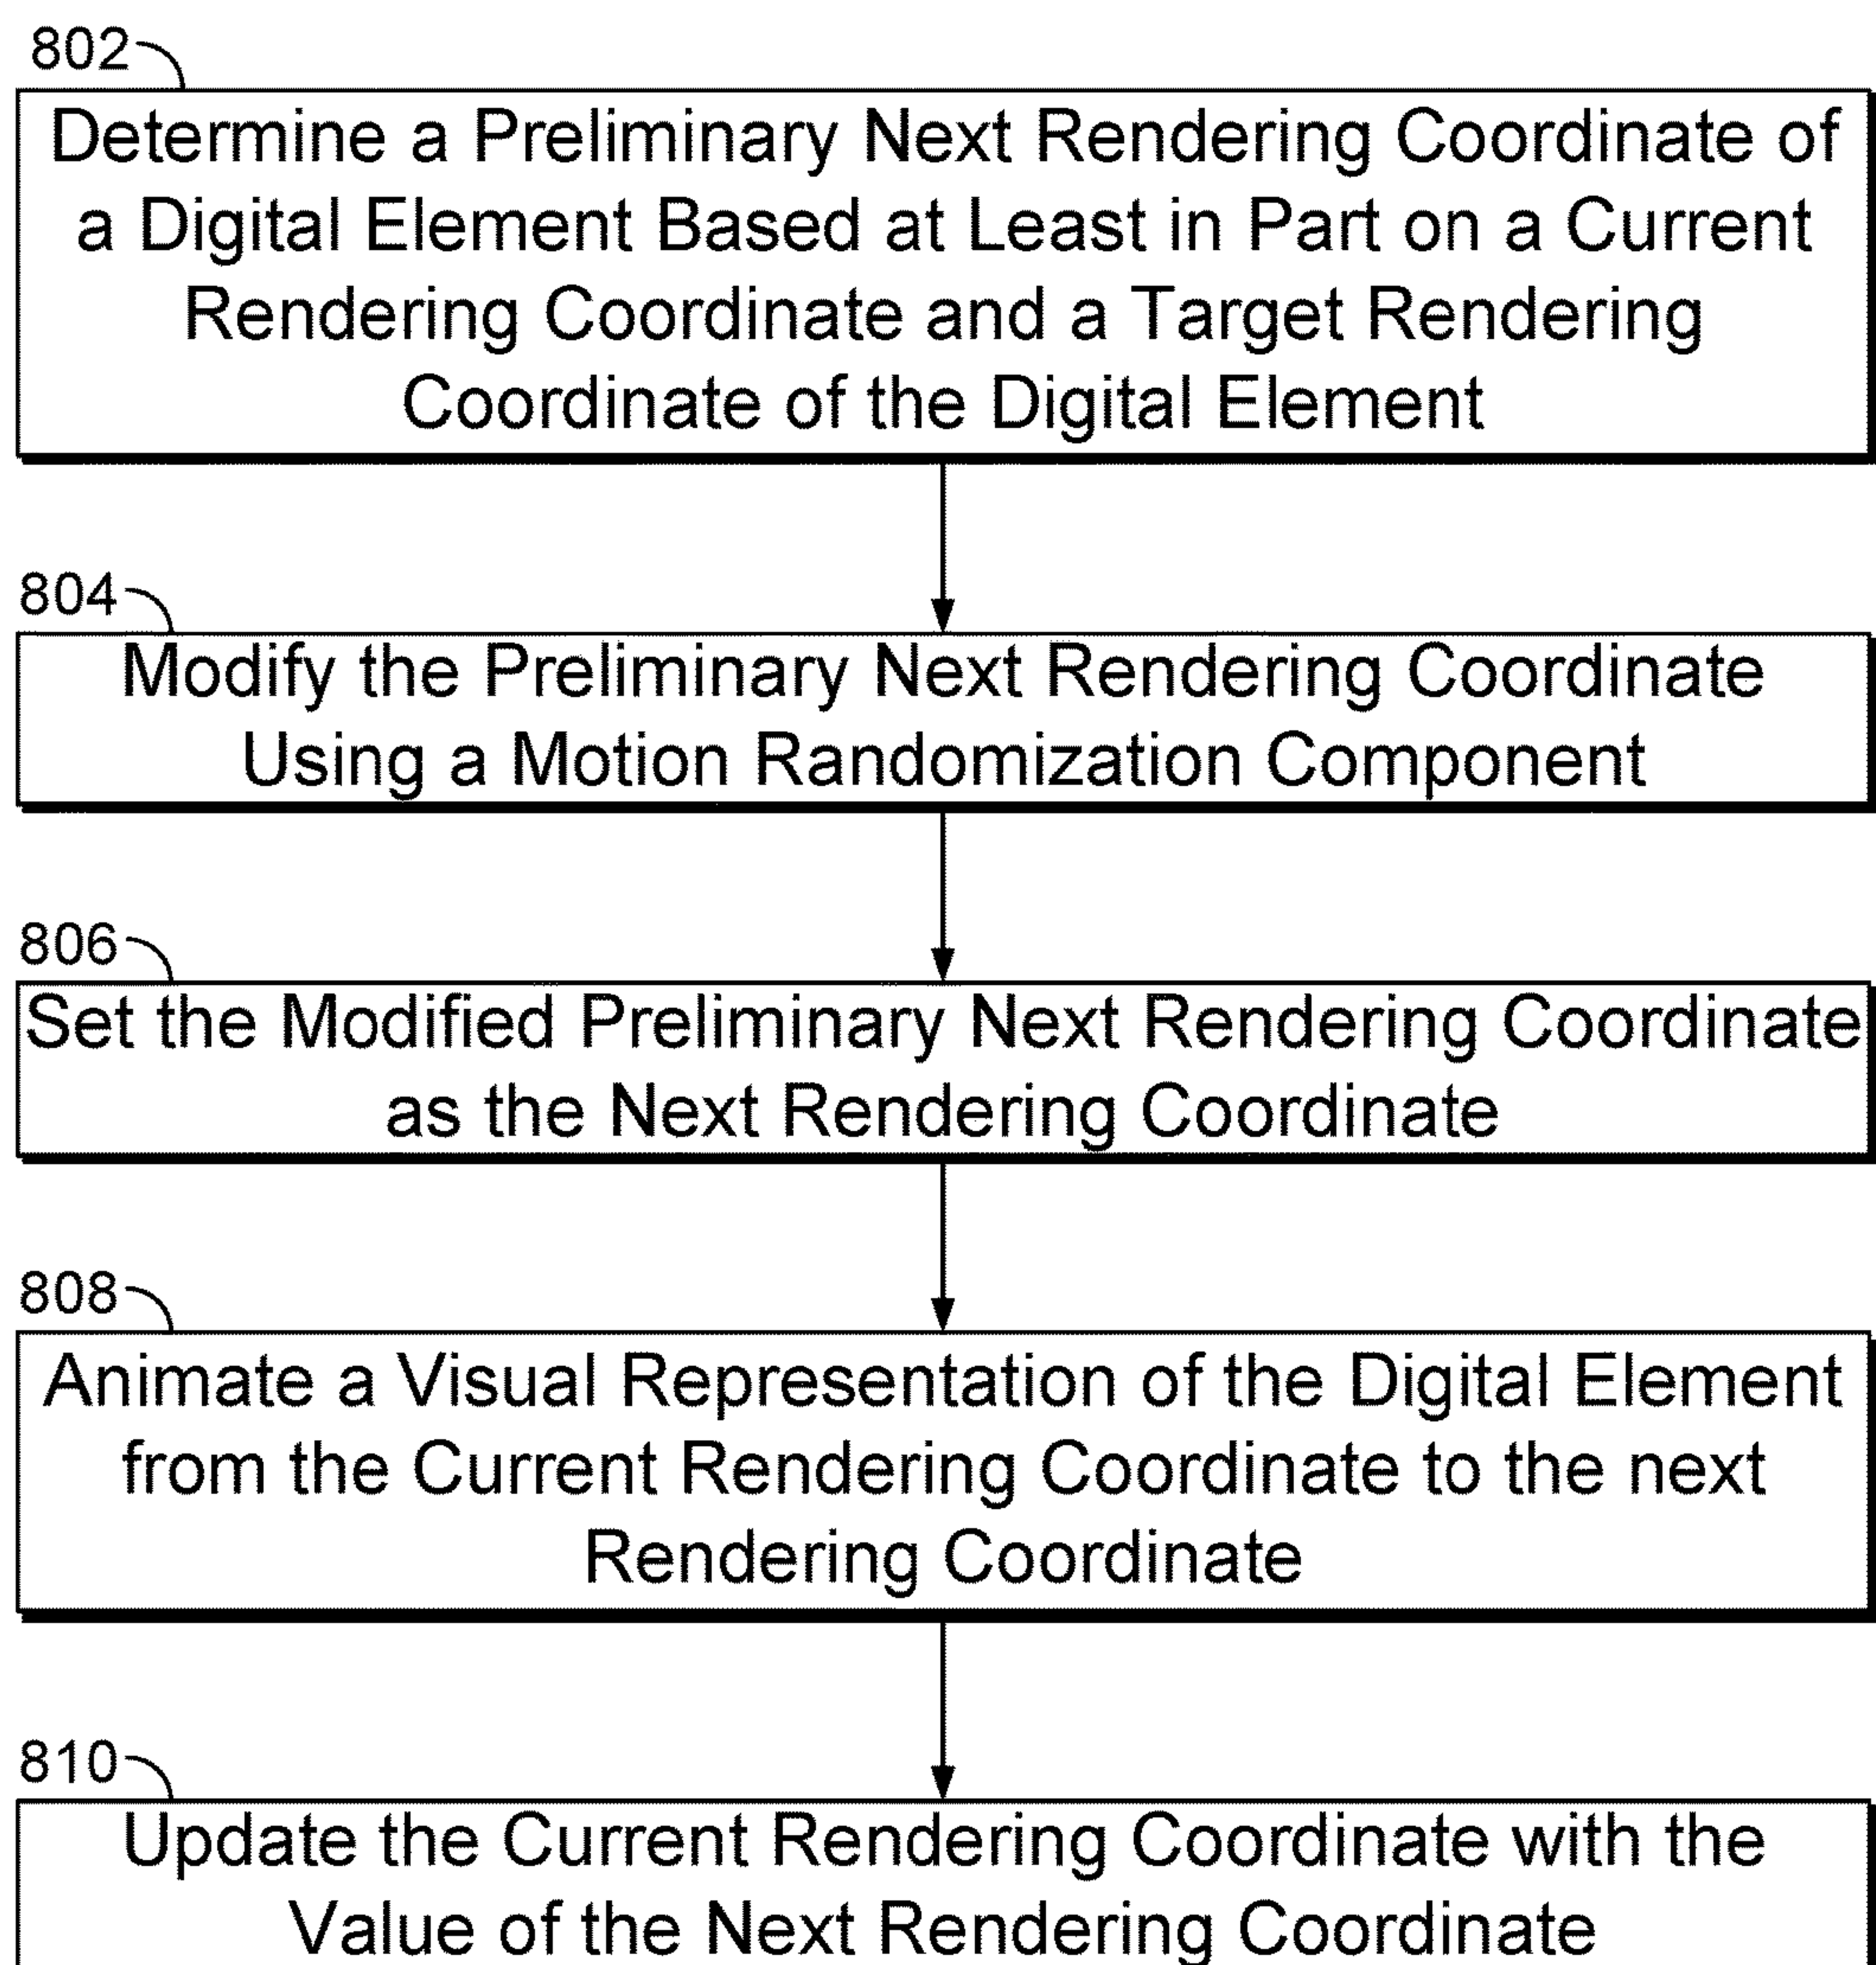 802
Determine a Preliminary Next Rendering Coordinate of
a Digital Element Based at Least in Part on a Current
Rendering Coordinate and a Target Rendering
Coordinate of the Digital Element
804
Modify the Preliminary Next Rendering Coordinate
Using a Motion Randomization Component
806
Set the Modified Preliminary Next Rendering Coordinate
as the Next Rendering Coordinate
808
Animate a Visual Representation of the Digital Element
from the Current Rendering Coordinate to the next
Rendering Coordinate
810
Update the Current Rendering Coordinate with the
Value of the Next Rendering Coordinate